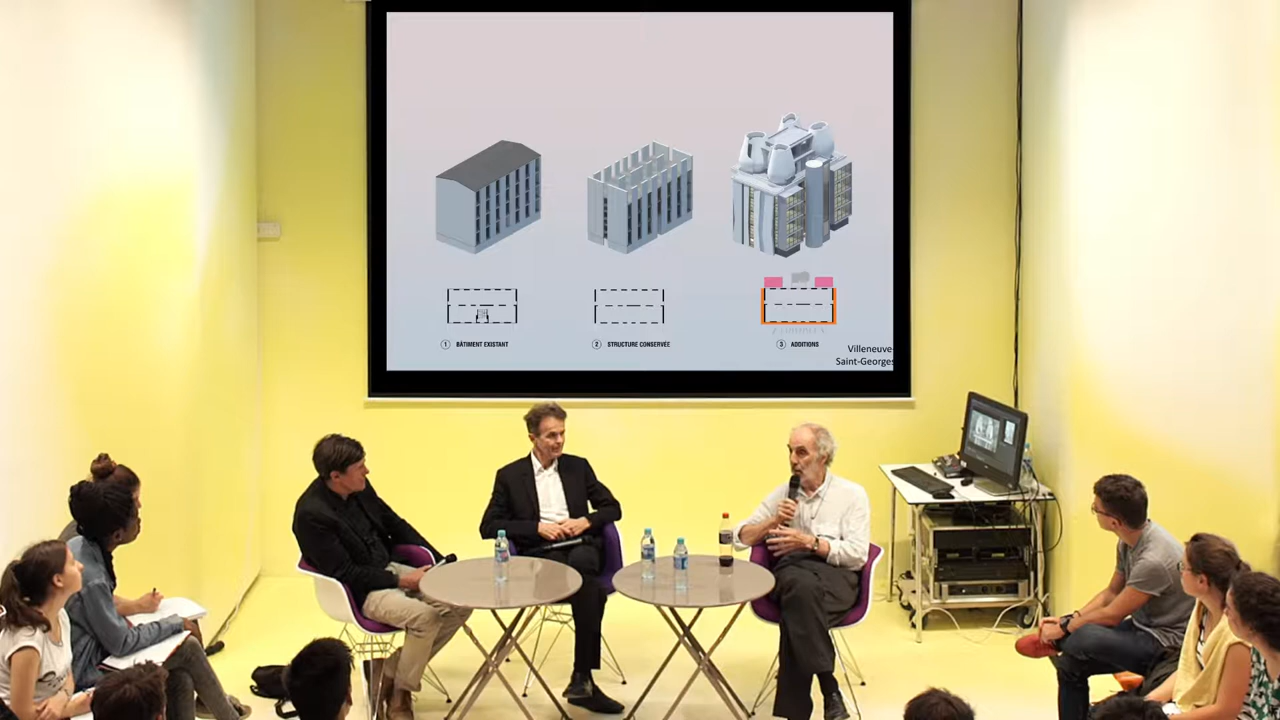 1 BÂTIMENT EXISTANT
2 STRUCTURE CONSERVÉE
3 ADDITIONS
Villeneuve
Saint-Georges